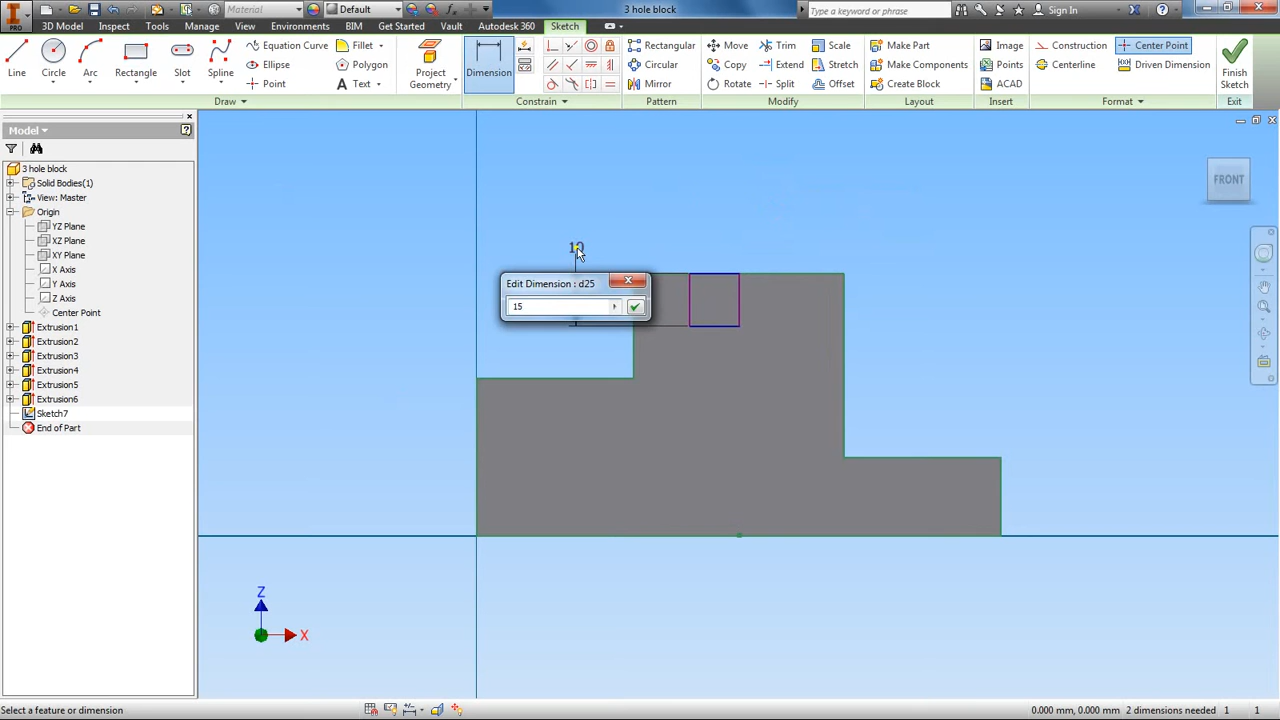 PRO
Material
Default
3 hole block
Type a keyword or phrase
Sign In
3D Model
Inspect
Tools
Manage
View
Environments
BIM
Get Started
Vault
Autodesk 360
Sketch
Line
Circle
Arc
Rectangle
Slot
Spline
Equation Curve
Ellipse
Point
Fillet
Polygon
Text
Project
Geometry
Dimension
Rectangular
Circular
Mirror
Move
Copy
Rotate
Trim
Extend
Split
Scale
Stretch
Offset
Make Part
Make Components
Create Block
Image
Points
ACAD
Construction
Centerline
Center Point
Driven Dimension
Finish
Sketch
Draw
Constrain
Pattern
Modify
Layout
Insert
Format
Exit
Model
3 hole block
Solid Bodies(1)
View: Master
Origin
YZ Plane
XZ Plane
XY Plane
X Axis
Y Axis
Z Axis
Center Point
Extrusion1
Extrusion2
Extrusion3
Extrusion4
Extrusion5
Extrusion6
Sketch7
End of Part
Edit Dimension : d25
15
FRONT
Z
X
Select a feature or dimension
0.000 mm, 0.000 mm
2 dimensions needed
1
1